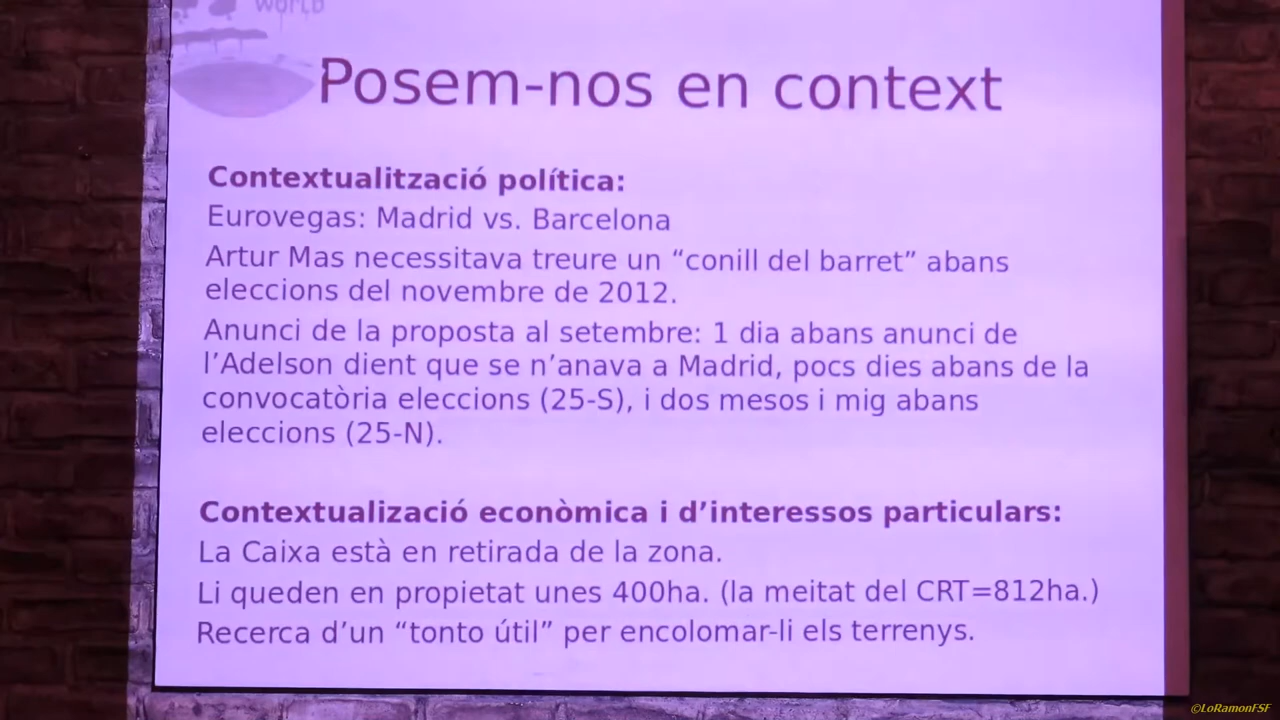 WORLD
Posem-nos en context
Contextualització política:
Eurovegas: Madrid vs. Barcelona
Artur Mas necessitava treure un “conill del barret” abans
eleccions del novembre de 2012.
Anunci de la proposta al setembre: 1 dia abans anunci de
l’Adelson dient que se n’anava a Madrid, pocs dies abans de la
convocatòria eleccions (25-S), i dos mesos i mig abans
eleccions (25-N).
Contextualizació econòmica i d’interessos particulars:
La Caixa està en retirada de la zona.
Li queden en propietat unes 400ha. (la meitat del CRT=812ha.)
Recerca d’un “tonto útil” per encolomar-li els terrenys.
©LoRamonFSF